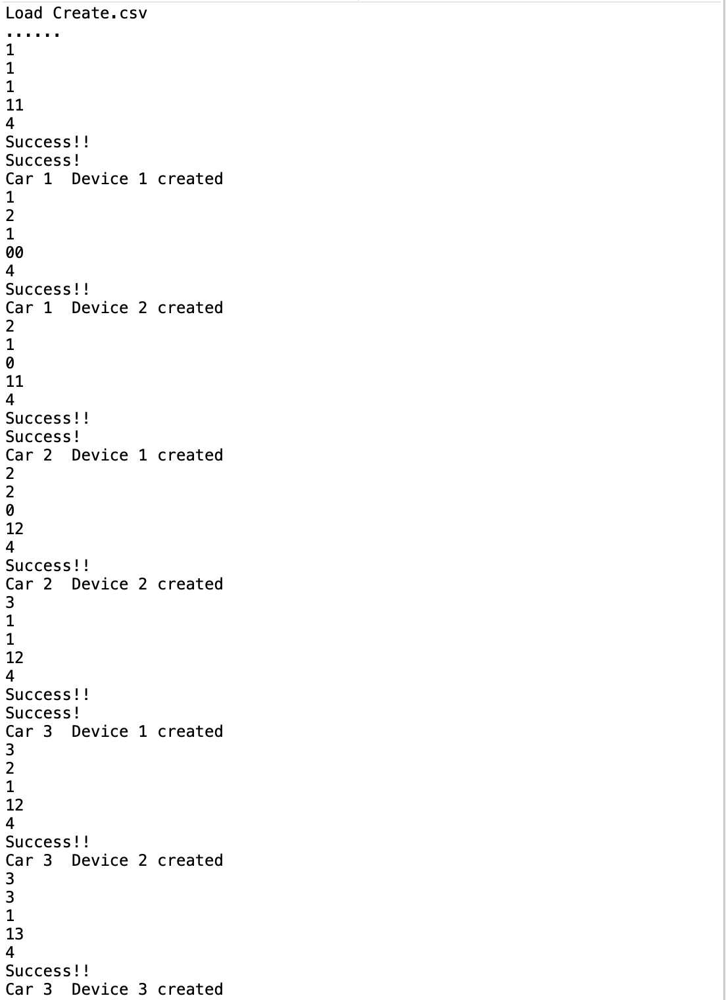 Load Create.csv
......
1
1
1
11
4
Success!!
Success!
Car 1  Device 1 created
1
2
1
00
4
Success!!
Car 1  Device 2 created
2
1
0
11
4
Success!!
Success!
Car 2  Device 1 created
2
2
0
12
4
Success!!
Car 2  Device 2 created
3
1
1
12
4
Success!!
Success!
Car 3  Device 1 created
3
2
1
12
4
Success!!
Car 3  Device 2 created
3
3
1
13
4
Success!!
Car 3  Device 3 created